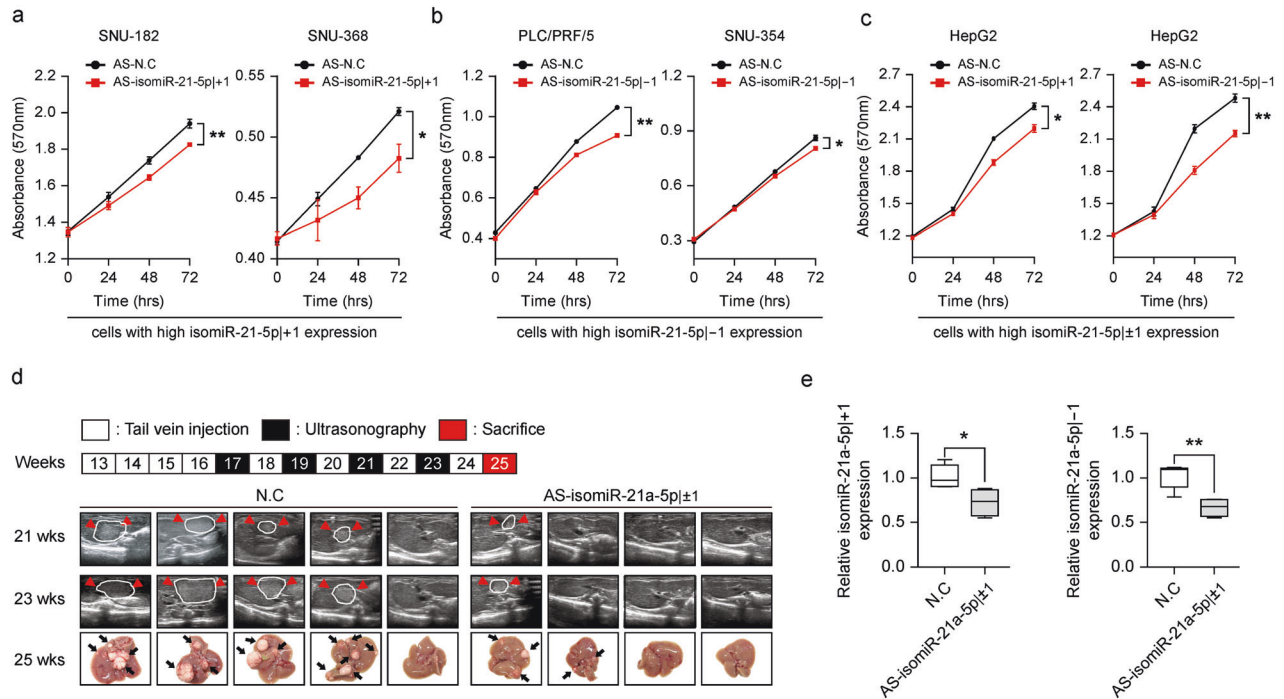 a
SNU-182
AS-N.C
AS-isomiR-21-5p|+1
Absorbance (570nm)
2.2
2.0
1.8
1.6
1.4
1.2
**
0 24 48 72
Time (hrs)
SNU-368
AS-N.C
AS-isomiR-21-5p|+1
0.55
0.50
0.45
0.40
*
0 24 48 72
Time (hrs)
cells with high isomiR-21-5p|+1 expression
b
PLC/PRF/5
AS-N.C
AS-isomiR-21-5p|−1
Absorbance (570nm)
1.2
1.0
0.8
0.6
0.4
**
0 24 48 72
Time (hrs)
SNU-354
AS-N.C
AS-isomiR-21-5p|−1
1.2
0.9
0.6
0.3
*
0 24 48 72
Time (hrs)
cells with high isomiR-21-5p|−1 expression
c
HepG2
AS-N.C
AS-isomiR-21-5p|+1
Absorbance (570nm)
2.7
2.4
2.1
1.8
1.5
1.2
*
0 24 48 72
Time (hrs)
HepG2
AS-N.C
AS-isomiR-21-5p|−1
2.7
2.4
2.1
1.8
1.5
1.2
**
0 24 48 72
Time (hrs)
cells with high isomiR-21-5p|±1 expression
d
: Tail vein injection : Ultrasonography : Sacrifice
Weeks 13 14 15 16 17 18 19 20 21 22 23 24 25
N.C AS-isomiR-21a-5p|±1
21 wks
23 wks
25 wks
e
Relative isomiR-21a-5p|+1
expression
1.5
1.0
0.5
0.0
*
N.C
AS-isomiR-21a-5p|±1
Relative isomiR-21a-5p|−1
expression
1.5
1.0
0.5
0.0
**
N.C
AS-isomiR-21a-5p|±1